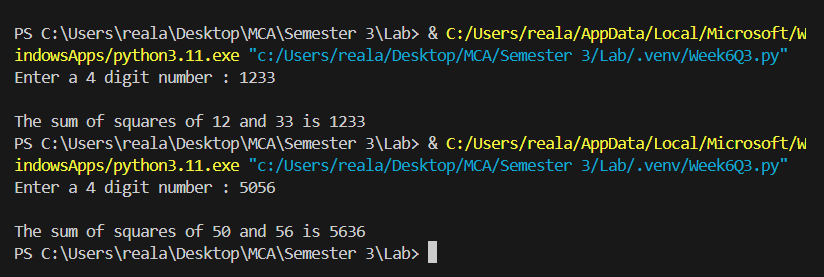 PS C:\Users\reala\Desktop\MCA\Semester 3\Lab> & C:/Users/reala/AppData/Local/Microsoft/W
indowsApps/python3.11.exe "c:/Users/reala/Desktop/MCA/Semester 3/Lab/.venv/Week6Q3.py"
Enter a 4 digit number : 1233
The sum of squares of 12 and 33 is 1233
PS C:\Users\reala\Desktop\MCA\Semester 3\Lab> & C:/Users/reala/AppData/Local/Microsoft/W
indowsApps/python3.11.exe "c:/Users/reala/Desktop/MCA/Semester 3/Lab/.venv/Week6Q3.py"
Enter a 4 digit number : 5056
The sum of squares of 50 and 56 is 5636
PS C:\Users\reala\Desktop\MCA\Semester 3\Lab>